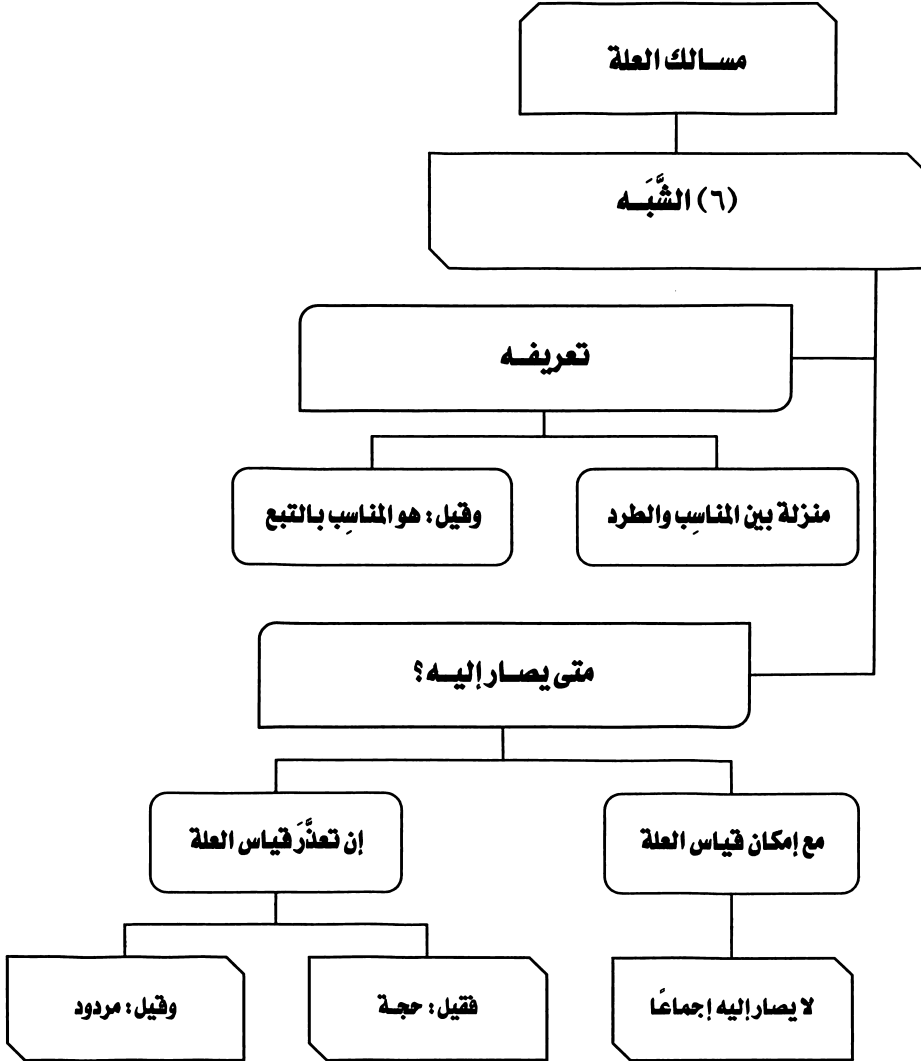 مسالك العلة
(٦) الشَّبَه
تعريفه
منزلة بين المناسِب والطرد
وقيل: هو المناسِب بالتبع
متى يصار إليه؟
مع إمكان قياس العلة
إن تعذَّرَ قياس العلة
لا يصار إليه إجماعًا
فقيل: حجة
وقيل: مردود